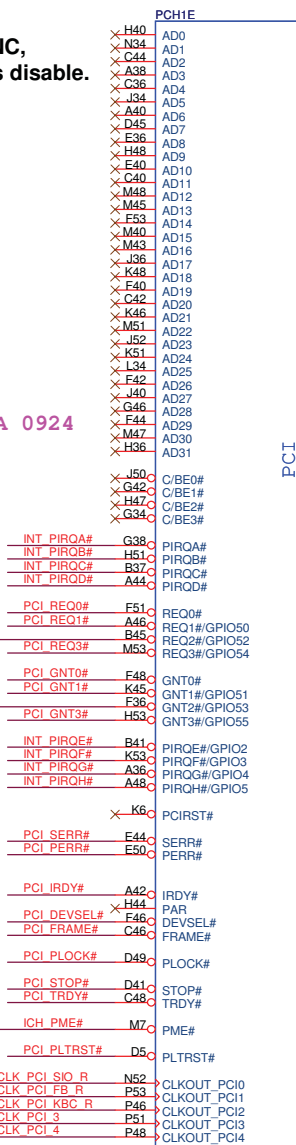 PCH1E
IC,
s disable.
H40 AD0
N34 AD1
C44 AD2
A38 AD3
C36 AD4
J34 AD5
A40 AD6
D45 AD7
E36 AD8
H48 AD9
E40 AD10
C40 AD11
M48 AD12
M45 AD13
F53 AD14
M40 AD15
M43 AD16
J36 AD17
K48 AD18
F40 AD19
C42 AD20
K46 AD21
M51 AD22
J52 AD23
K51 AD24
L34 AD25
F42 AD26
J40 AD27
G46 AD28
F44 AD29
M47 AD30
H36 AD31
A 0924
PCI
J50 C/BE0#
G42 C/BE1#
H47 C/BE2#
G34 C/BE3#
INT_PIRQA# G38 PIRQA#
INT_PIRQB# H51 PIRQB#
INT_PIRQC# B37 PIRQC#
INT_PIRQD# A44 PIRQD#
PCI_REQ0# F51 REQ0#
PCI_REQ1# A46 REQ1#/GPIO50
B45 REQ2#/GPIO52
PCI_REQ3# M53 REQ3#/GPIO54
PCI_GNT0# F48 GNT0#
PCI_GNT1# K45 GNT1#/GPIO51
F36 GNT2#/GPIO53
PCI_GNT3# H53 GNT3#/GPIO55
INT_PIRQE# B41 PIRQE#/GPIO2
INT_PIRQF# K53 PIRQF#/GPIO3
INT_PIRQG# A36 PIRQG#/GPIO4
INT_PIRQH# A48 PIRQH#/GPIO5
K6 PCIRST#
PCI_SERR# E44 SERR#
PCI_PERR# E50 PERR#
PCI_IRDY# A42 IRDY#
H44 PAR
PCI_DEVSEL# F46 DEVSEL#
PCI_FRAME# C46 FRAME#
PCI_PLOCK# D49 PLOCK#
PCI_STOP# D41 STOP#
PCI_TRDY# C48 TRDY#
ICH_PME# M7 PME#
PCI_PLTRST# D5 PLTRST#
CLK_PCI_SIO_R N52 CLKOUT_PCI0
CLK_PCI_FB_R P53 CLKOUT_PCI1
CLK_PCI_KBC_R P46 CLKOUT_PCI2
CLK_PCI_3 P51 CLKOUT_PCI3
CLK_PCI_4 P48 CLKOUT_PCI4